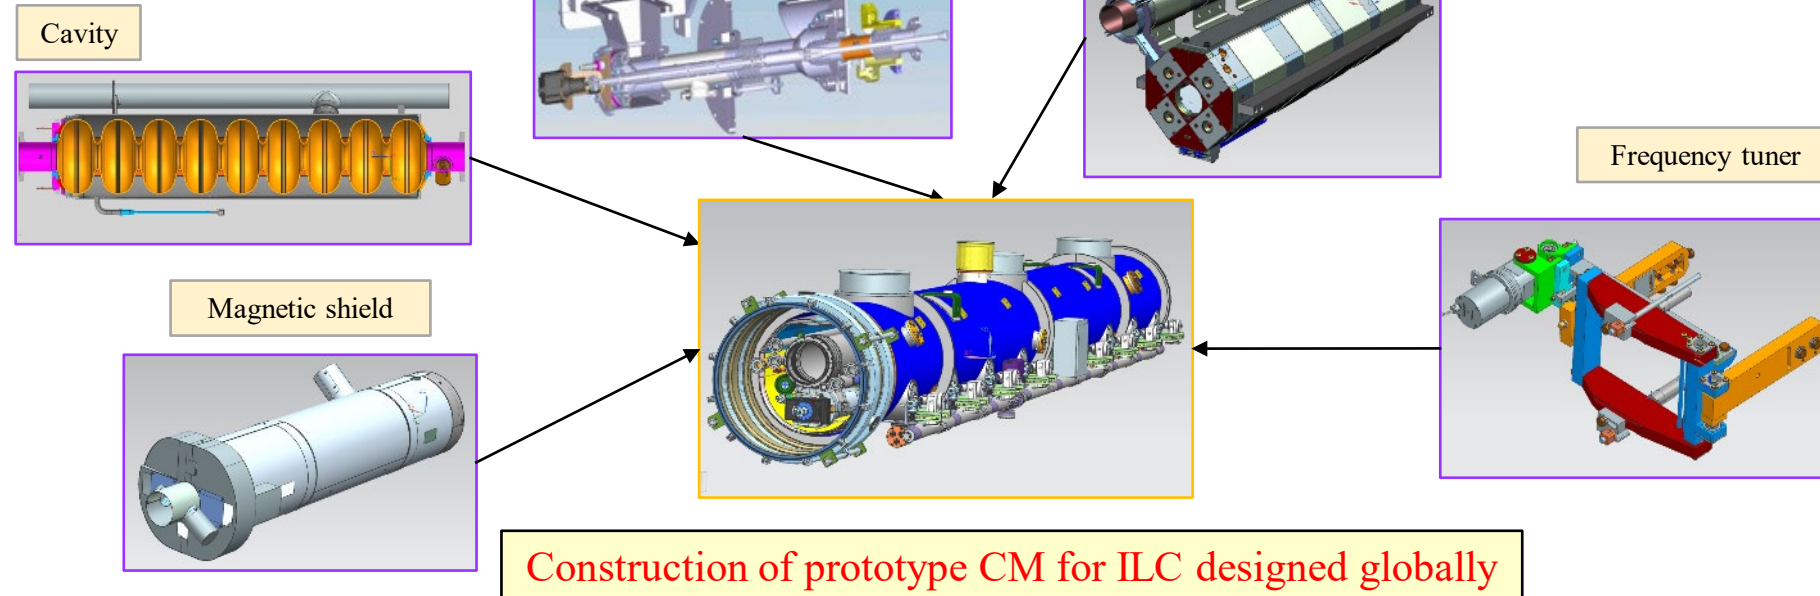 Cavity
Frequency tuner
Magnetic shield
Construction of prototype CM for ILC designed globally